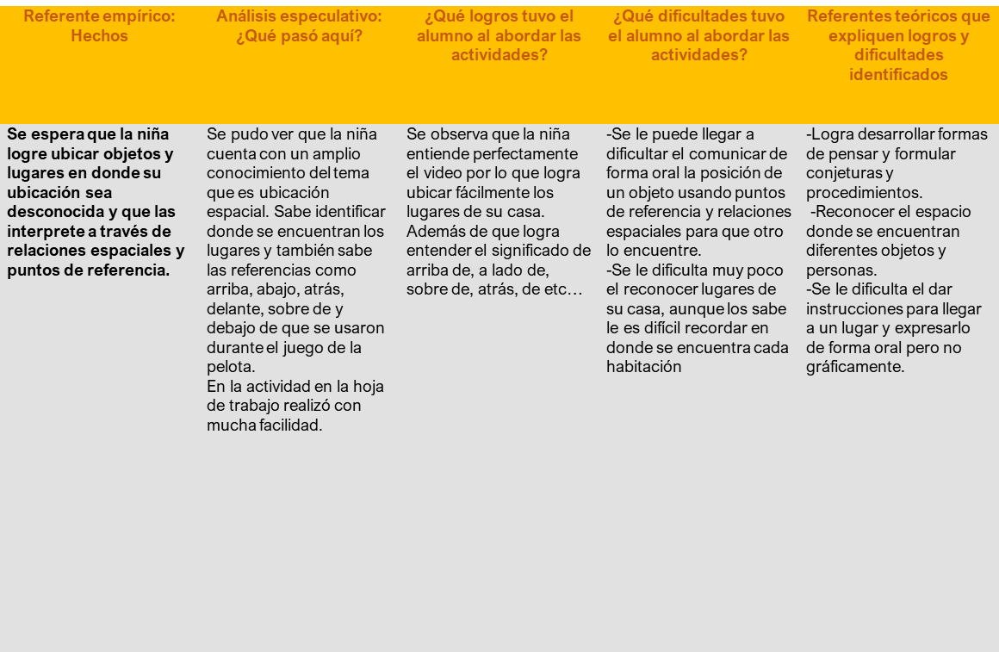 Referente empírico:
Hechos
Análisis especulativo:
¿Qué pasó aquí?
¿Qué logros tuvo el
alumno al abordar las
actividades?
¿Qué dificultades tuvo
el alumno al abordar las
actividades?
Referentes teóricos que
expliquen logros y
dificultades
identificados
Se espera que la niña
logre ubicar objetos y
lugares en donde su
ubicación sea
desconocida y que las
interprete a través de
relaciones espaciales y
puntos de referencia.
Se pudo ver que la niña
cuenta con un amplio
conocimiento del tema
que es ubicación
espacial. Sabe identificar
donde se encuentran los
lugares y también sabe
las referencias como
arriba, abajo, atrás,
delante, sobre de y
debajo de que se usaron
durante el juego de la
pelota.
En la actividad en la hoja
de trabajo realizó con
mucha facilidad.
Se observa que la niña
entiende perfectamente
el video por lo que logra
ubicar fácilmente los
lugares de su casa.
Además de que logra
entender el significado de
arriba de, a lado de,
sobre de, atrás, de etc…
-Se le puede llegar a
dificultar el comunicar de
forma oral la posición de
un objeto usando puntos
de referencia y relaciones
espaciales para que otro
lo encuentre.
-Se le dificulta muy poco
el reconocer lugares de
su casa, aunque los sabe
le es difícil recordar en
donde se encuentra cada
habitación
-Logra desarrollar formas
de pensar y formular
conjeturas y
procedimientos.
-Reconocer el espacio
donde se encuentran
diferentes objetos y
personas.
-Se le dificulta el dar
instrucciones para llegar
a un lugar y expresarlo
de forma oral pero no
gráficamente.